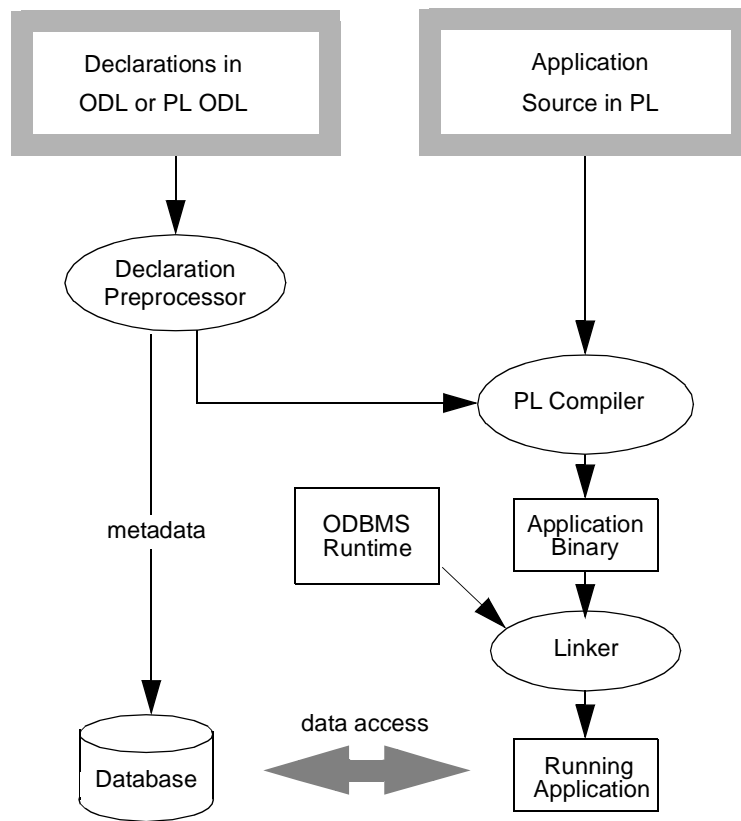 Declarations in
ODL or PL ODL
Application
Source in PL
Declaration
Preprocessor
PL Compiler
metadata
ODBMS
Runtime
Application
Binary
Linker
data access
Database
Running
Application